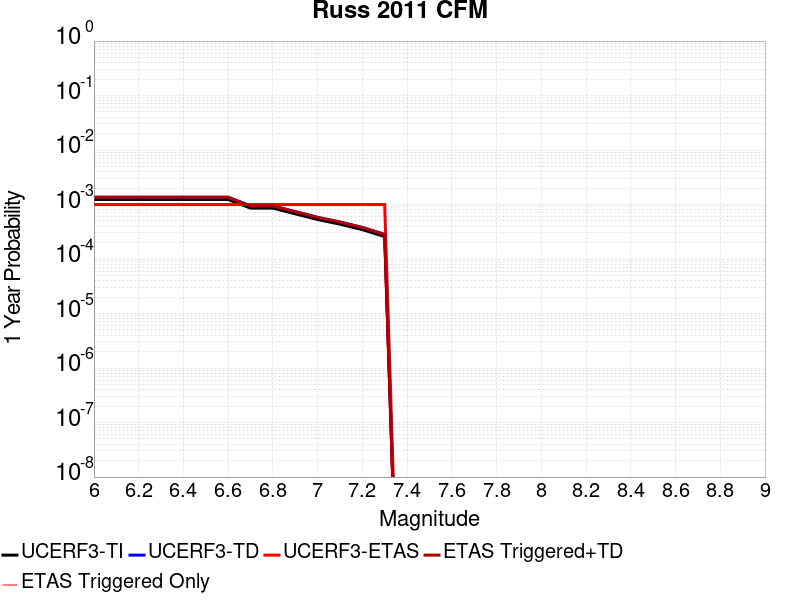 Russ 2011 CFM
1 Year Probability
10^0
10^-1
10^-2
10^-3
10^-4
10^-5
10^-6
10^-7
10^-8
6 6.2 6.4 6.6 6.8 7 7.2 7.4 7.6 7.8 8 8.2 8.4 8.6 8.8 9
Magnitude
UCERF3-TI UCERF3-TD UCERF3-ETAS ETAS Triggered+TD
ETAS Triggered Only